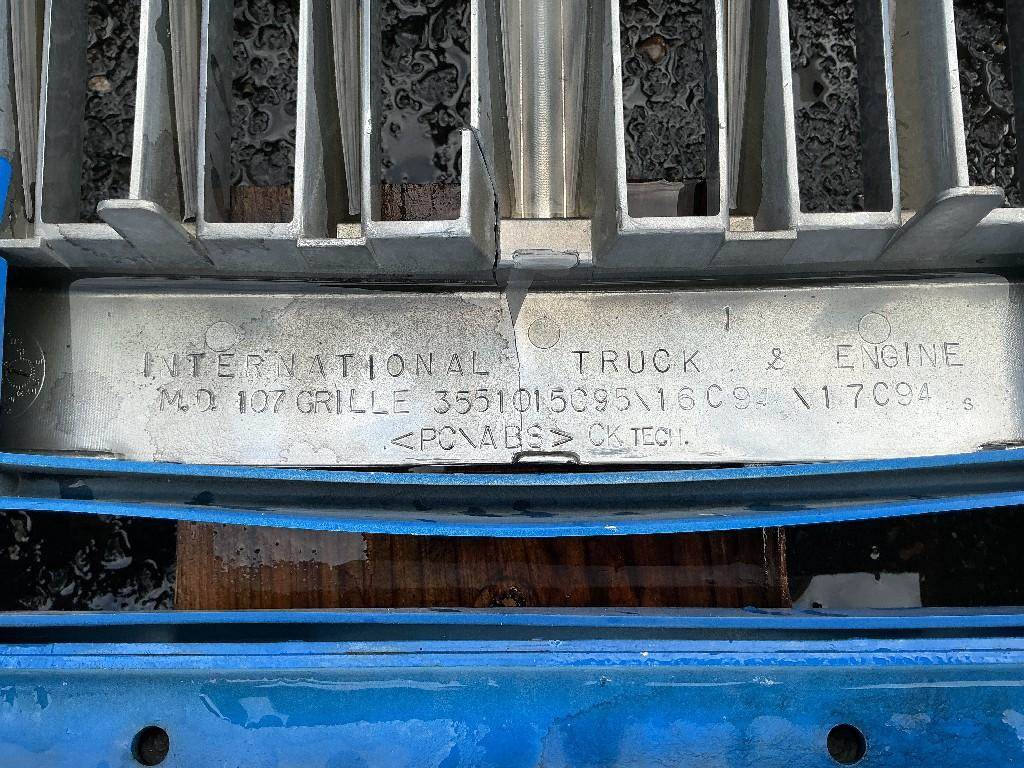 INTERNATIONAL TRUCK & ENGINE
M.D. 107 GRILLE 3551015C95\16C94 \17C94
<PC\ABS> CK TECH.